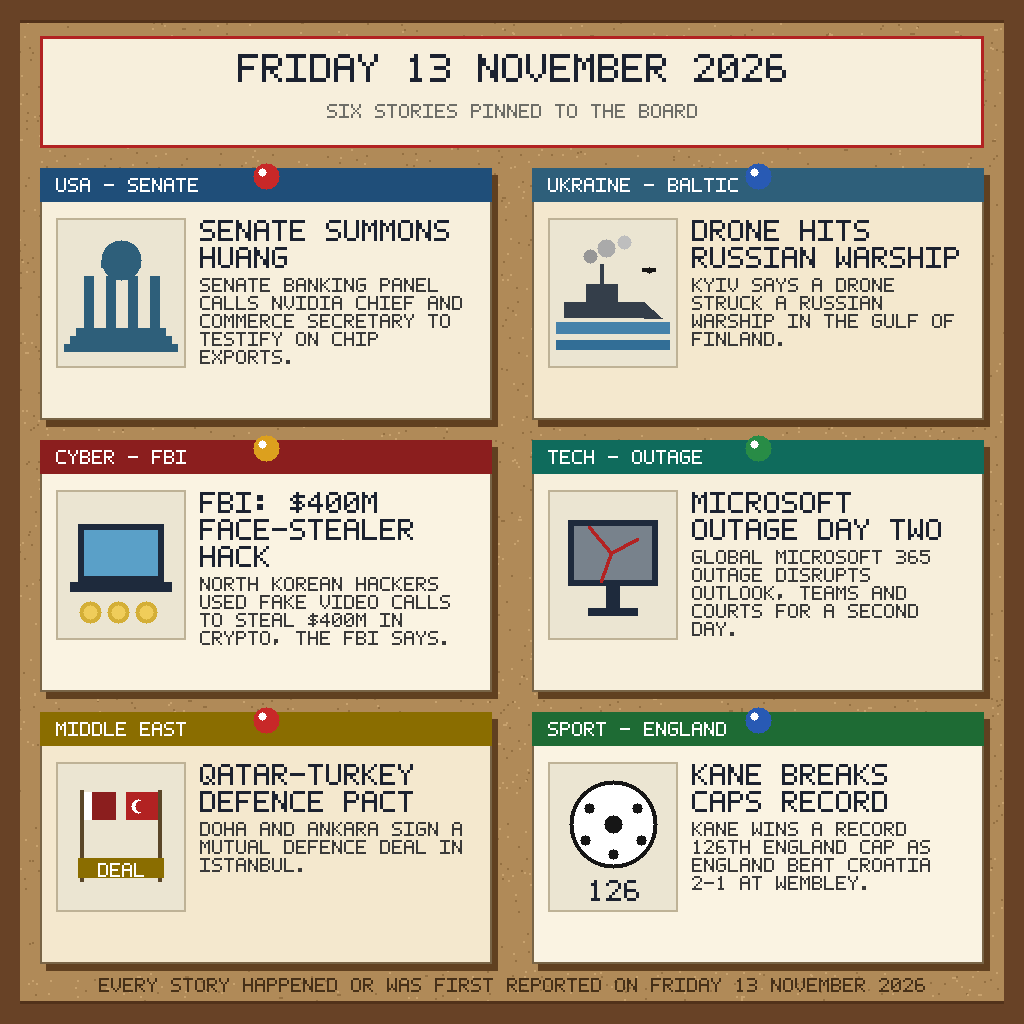 FRIDAY 13 NOVEMBER 2026
SIX STORIES PINNED TO THE BOARD
USA - SENATE
SENATE SUMMONS
HUANG
SENATE BANKING PANEL
CALLS NVIDIA CHIEF AND
COMMERCE SECRETARY TO
TESTIFY ON CHIP
EXPORTS.
UKRAINE - BALTIC
DRONE HITS
RUSSIAN WARSHIP
KYIV SAYS A DRONE
STRUCK A RUSSIAN
WARSHIP IN THE GULF OF
FINLAND.
CYBER - FBI
FBI: $400M
FACE-STEALER
HACK
NORTH KOREAN HACKERS
USED FAKE VIDEO CALLS
TO STEAL $400M IN
CRYPTO, THE FBI SAYS.
TECH - OUTAGE
MICROSOFT
OUTAGE DAY TWO
GLOBAL MICROSOFT 365
OUTAGE DISRUPTS
OUTLOOK, TEAMS AND
COURTS FOR A SECOND
DAY.
MIDDLE EAST
DEAL
QATAR-TURKEY
DEFENCE PACT
DOHA AND ANKARA SIGN A
MUTUAL DEFENCE DEAL IN
ISTANBUL.
SPORT - ENGLAND
126
KANE BREAKS
CAPS RECORD
KANE WINS A RECORD
126TH ENGLAND CAP AS
ENGLAND BEAT CROATIA
2-1 AT WEMBLEY.
EVERY STORY HAPPENED OR WAS FIRST REPORTED ON FRIDAY 13 NOVEMBER 2026